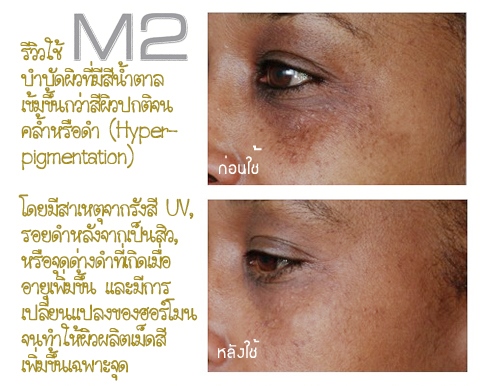 รีวิวใช้ M2
บำบัดผิวที่มีสีน้ำตาล
เข้มขึ้นกว่าสีผิวปกติจน
คล้ำหรือดำ (Hyper-
pigmentation)
ก่อนใช้
โดยมีสาเหตุจากรังสี UV,
รอยดำหลังจากเป็นสิว,
หรือจุดด่างดำที่เกิดเมื่อ
อายุเพิ่มขึ้น และมีการ
เปลี่ยนแปลงของฮอร์โมน
จนทำให้ผิวผลิตเม็ดสี
เพิ่มขึ้นเฉพาะจุด
หลังใช้